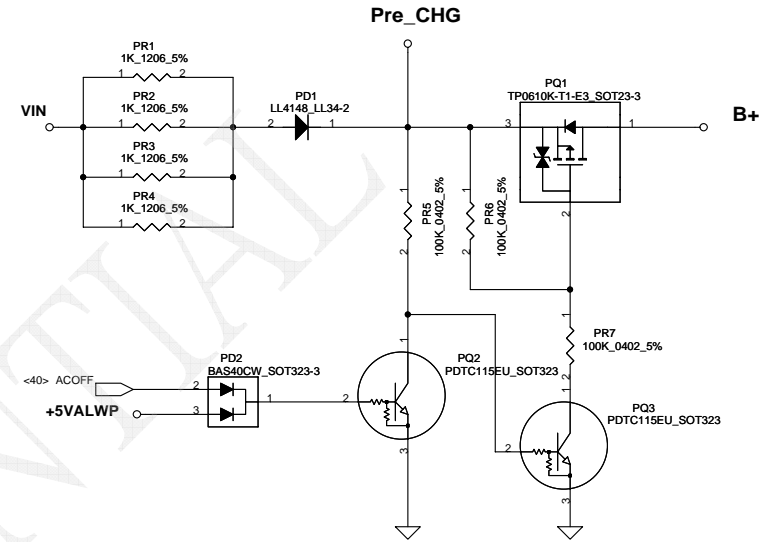 Pre_CHG
PR1
1K_1206_5%
1 2
PR2
1K_1206_5%
1 2
PR3
1K_1206_5%
1 2
PR4
1K_1206_5%
1 2
VIN
PD1
LL4148_LL34-2
2 1
PQ1
TP0610K-T1-E3_SOT23-3
3 1
2
B+
PR5
100K_0402_5%
1 2
PR6
100K_0402_5%
1 2
PR7
100K_0402_5%
1 2
PD2
BAS40CW_SOT323-3
<40> ACOFF
2
+5VALWP
3
1
PQ2
PDTC115EU_SOT323
1
2
3
PQ3
PDTC115EU_SOT323
1
2
3
NTIAL